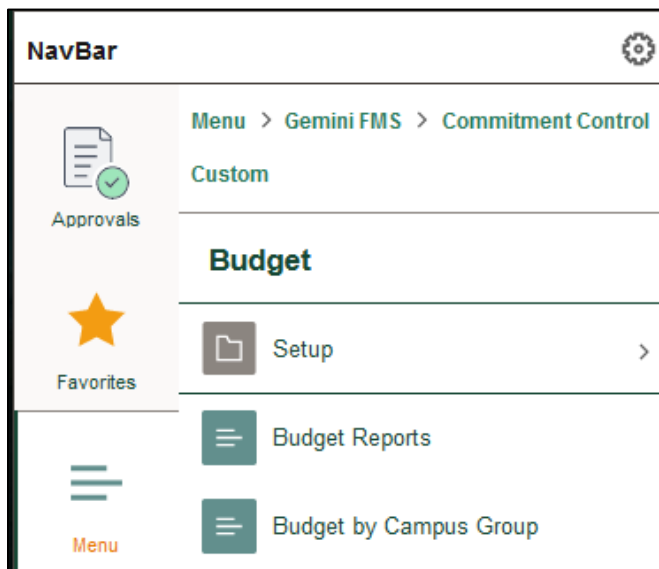 NavBar
Menu > Gemini FMS > Commitment Control
Custom
Approvals
Favorites
Menu
Budget
Setup >
Budget Reports
Budget by Campus Group